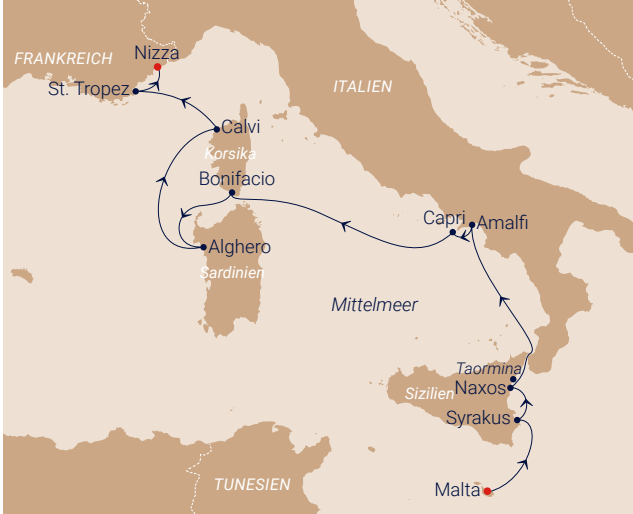 FRANKREICH
Nizza
St. Tropez
ITALIEN
Calvi
Korsika
Bonifacio
Capri
Amalfi
Alghero
Sardinien
Mittelmeer
Taormina
Naxos
Sizilien
Syrakus
TUNESIEN
Malta